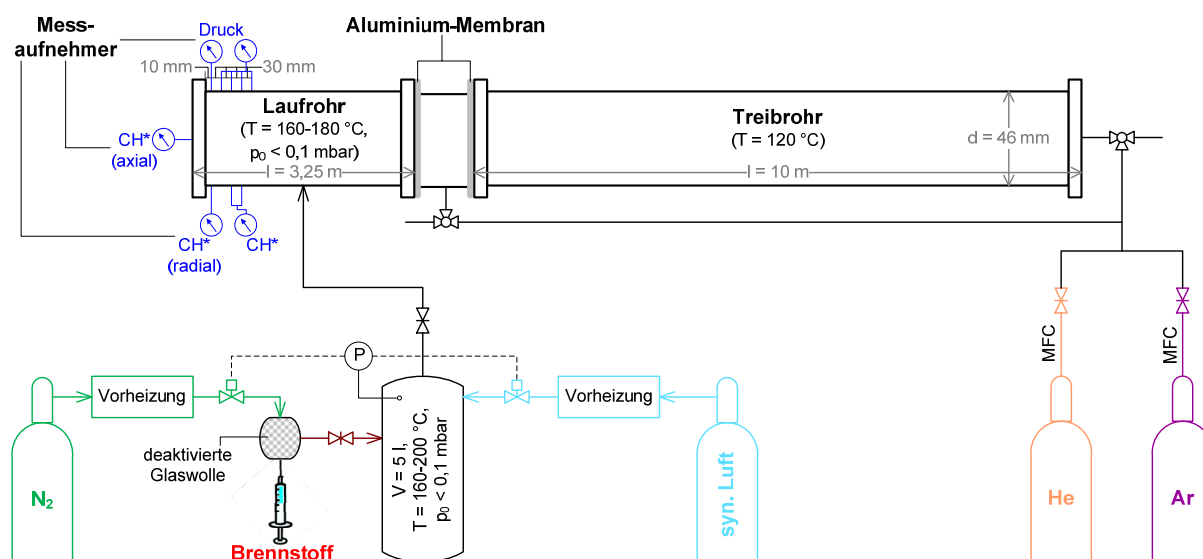 Mess-
aufnehmer
Druck
Aluminium-Membran
10 mm
30 mm
Laufrohr
(T = 160-180 °C,
p0 < 0,1 mbar)
l = 3,25 m
Treibrohr
(T = 120 °C)
d = 46 mm
l = 10 m
CH*
(axial)
CH*
(radial)
CH*
MFC
MFC
P
Vorheizung
Vorheizung
deaktivierte
Glaswolle
V = 5 l,
T = 160-200 °C,
p0 < 0,1 mbar
N2
syn. Luft
He
Ar
Brennstoff